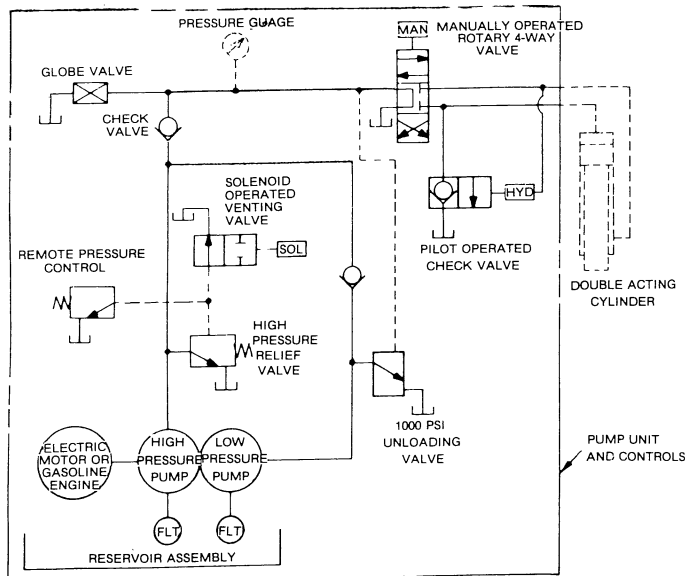 PRESSURE GUAGE
MAN
MANUALLY OPERATED
ROTARY 4-WAY
VALVE
GLOBE VALVE
CHECK
VALVE
SOLENOID
OPERATED
VENTING
VALVE
SOL
HYD
REMOTE PRESSURE
CONTROL
PILOT OPERATED
CHECK VALVE
DOUBLE ACTING
CYLINDER
HIGH
PRESSURE
RELIEF
VALVE
1000 PSI
UNLOADING
VALVE
ELECTRIC
MOTOR OR
GASOLINE
ENGINE
HIGH
PRESSURE
PUMP
LOW
PRESSURE
PUMP
PUMP UNIT
AND CONTROLS
FLT
FLT
RESERVOIR ASSEMBLY